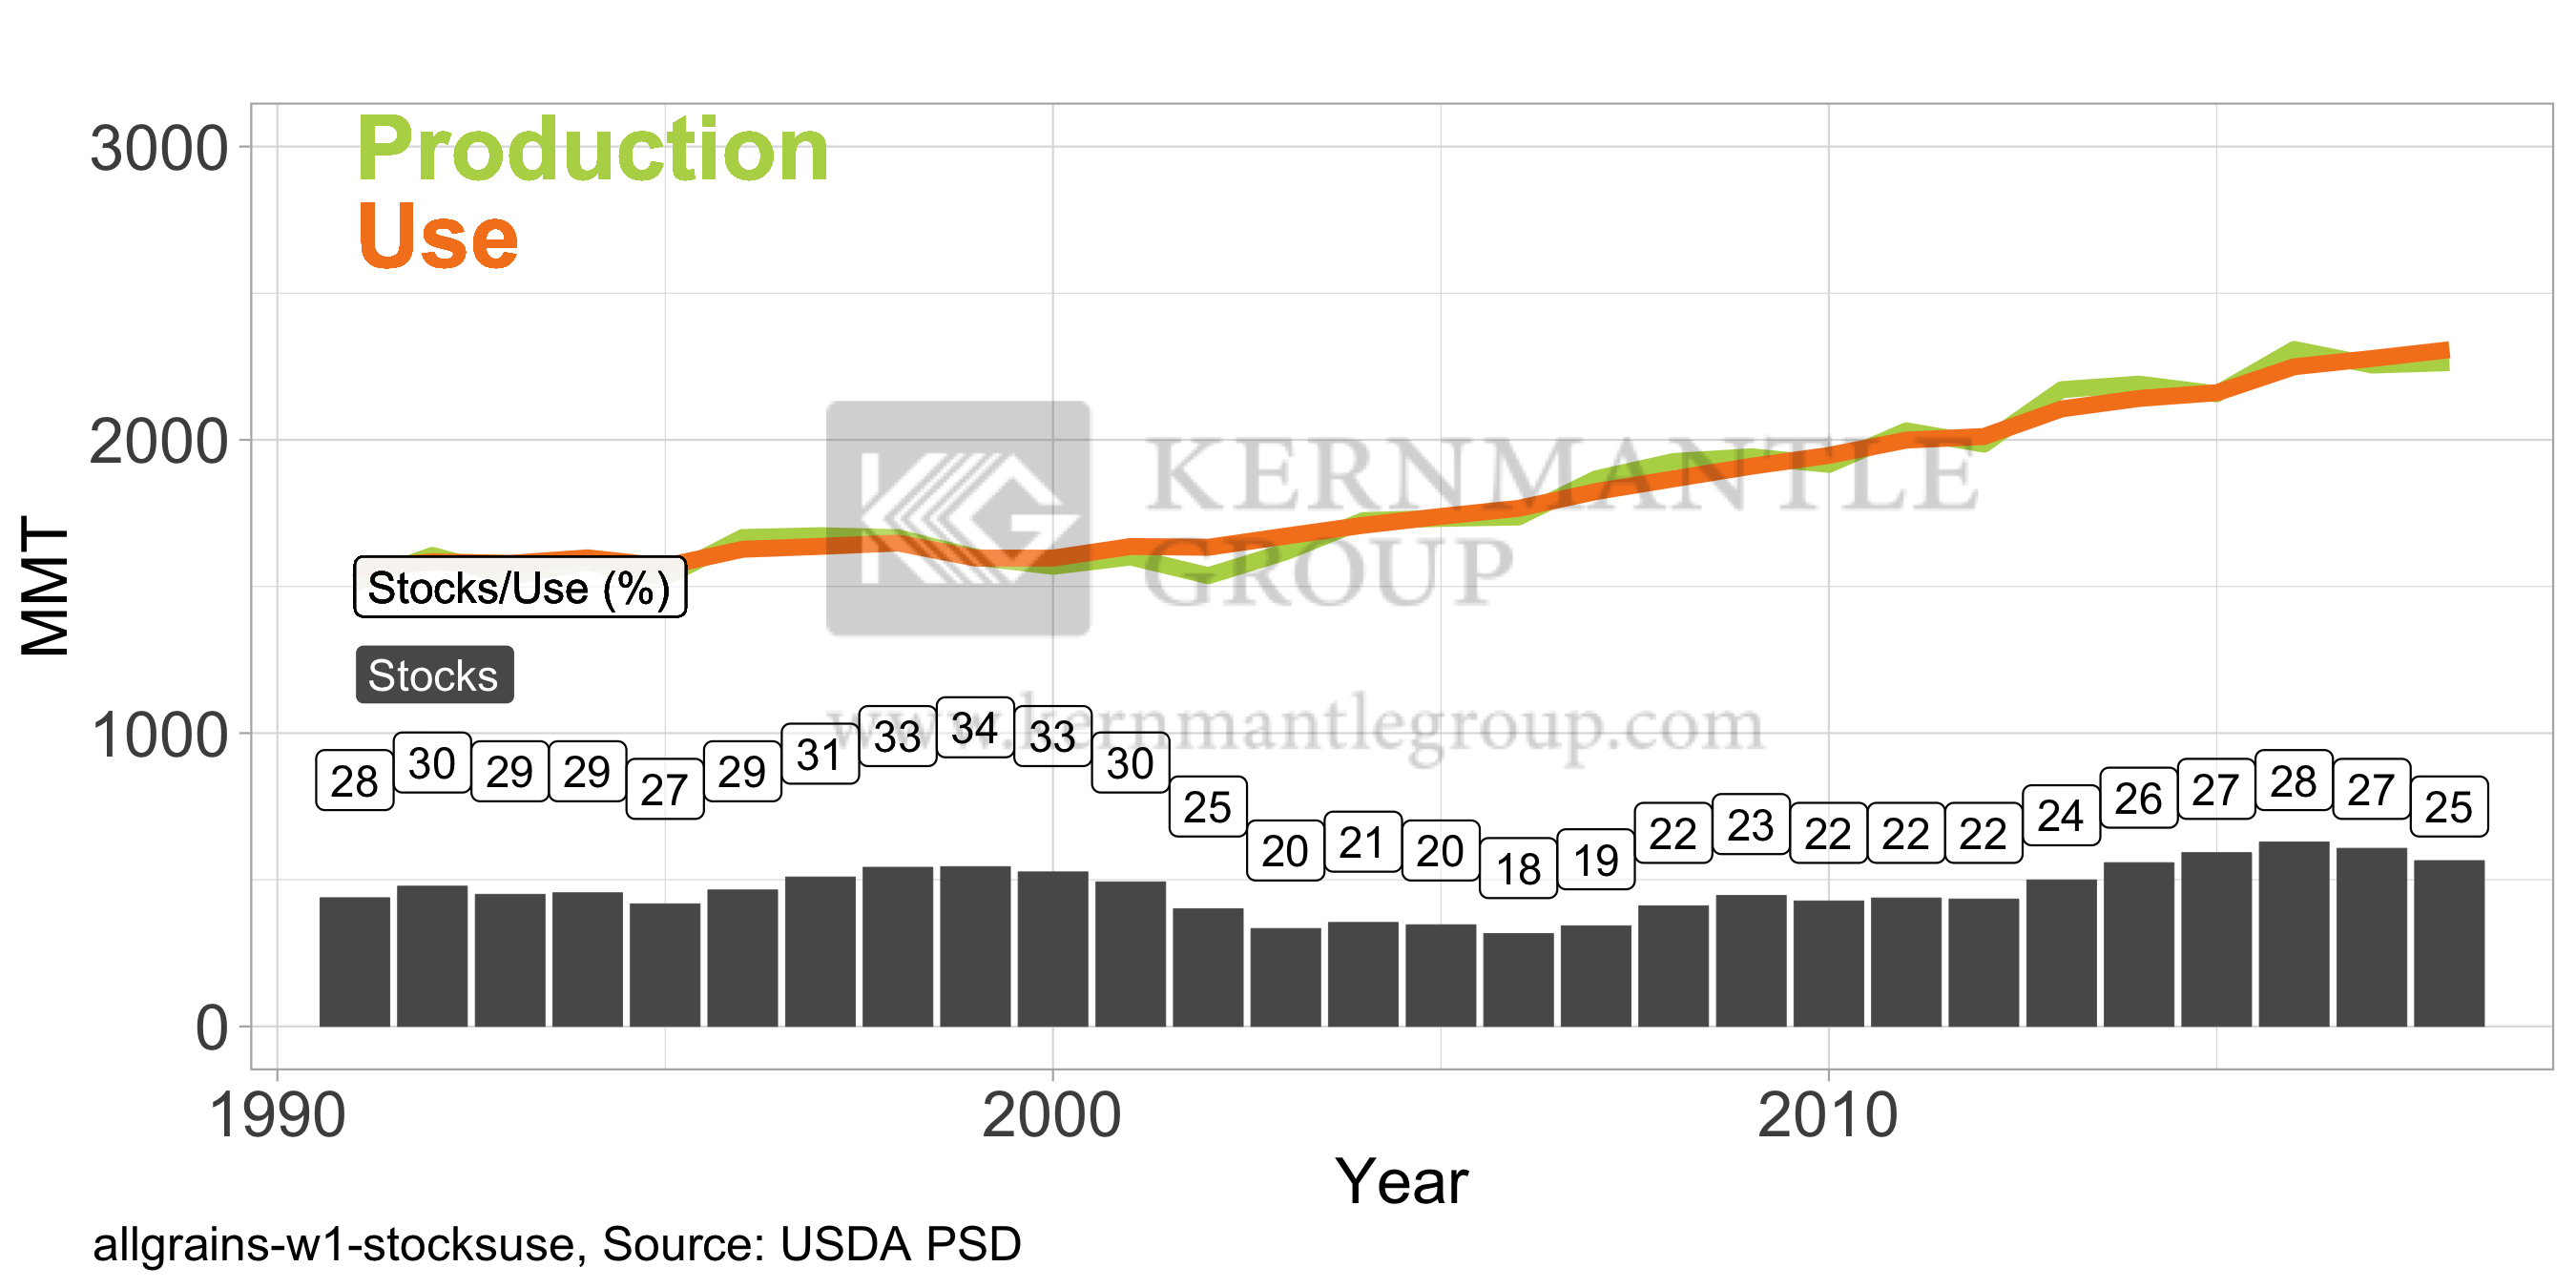 3000
2000
1000
0
MMT
Production
Use
Stocks/Use (%)
Stocks
KG
KERNMANTLE
GROUP
www.kernmantlegroup.com
28 30 29 29 27 29 31 33 34 33 30 25 20 21 20 18 19 22 23 22 22 22 24 26 27 28 27 25
1990 2000 2010
Year
allgrains-w1-stocksuse, Source: USDA PSD